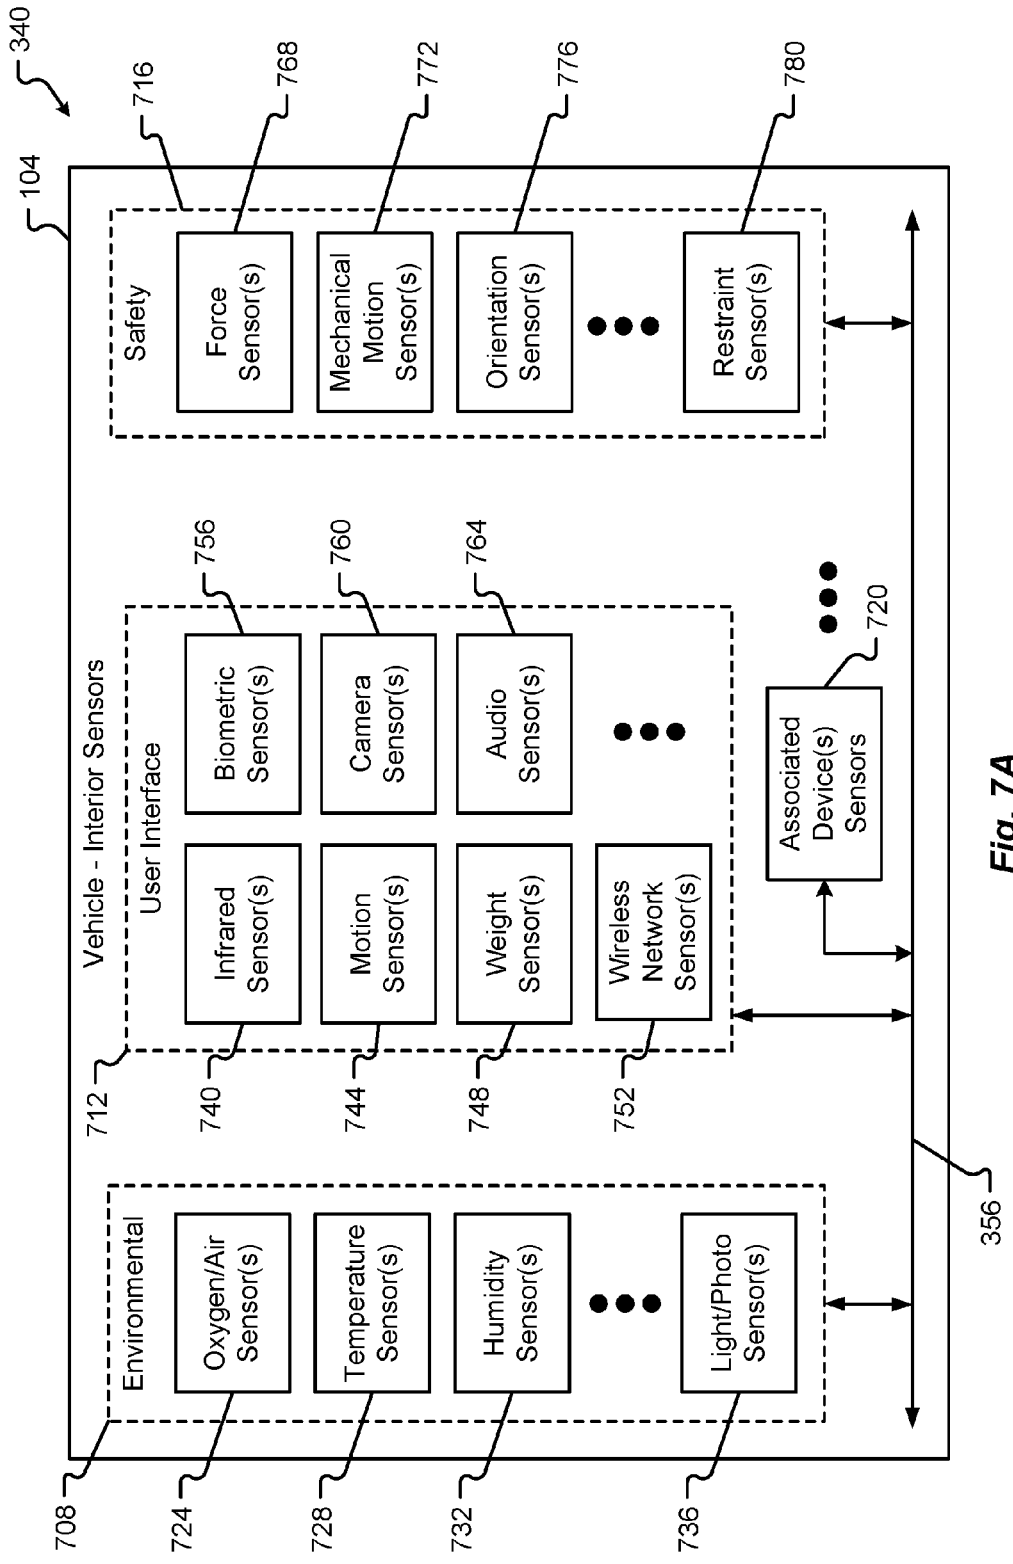 340
104
Vehicle - Interior Sensors
708
Environmental
724
Oxygen/Air
Sensor(s)
728
Temperature
Sensor(s)
732
Humidity
Sensor(s)
736
Light/Photo
Sensor(s)
712
User Interface
740
Infrared
Sensor(s)
744
Motion
Sensor(s)
748
Weight
Sensor(s)
752
Wireless
Network
Sensor(s)
756
Biometric
Sensor(s)
760
Camera
Sensor(s)
764
Audio
Sensor(s)
716
Safety
768
Force
Sensor(s)
772
Mechanical
Motion
Sensor(s)
776
Orientation
Sensor(s)
780
Restraint
Sensor(s)
720
Associated
Device(s)
Sensors
356
Fig. 7A